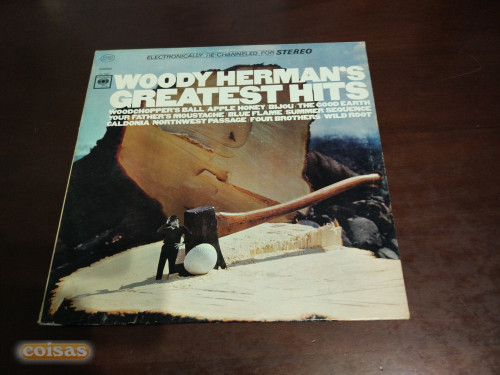 ELECTRONICALLY RE-CHANNELED FOR STEREO
CBS
WOODY HERMAN'S
GREATEST HITS
WOODCHOPPER'S BALL APPLE HONEY BIJOU THE GOOD EARTH
YOUR FATHER'S MOUSTACHE BLUE FLAME SUMMER SEQUENCE
CALDONIA NORTHWEST PASSAGE FOUR BROTHERS WILD ROOT
coisas